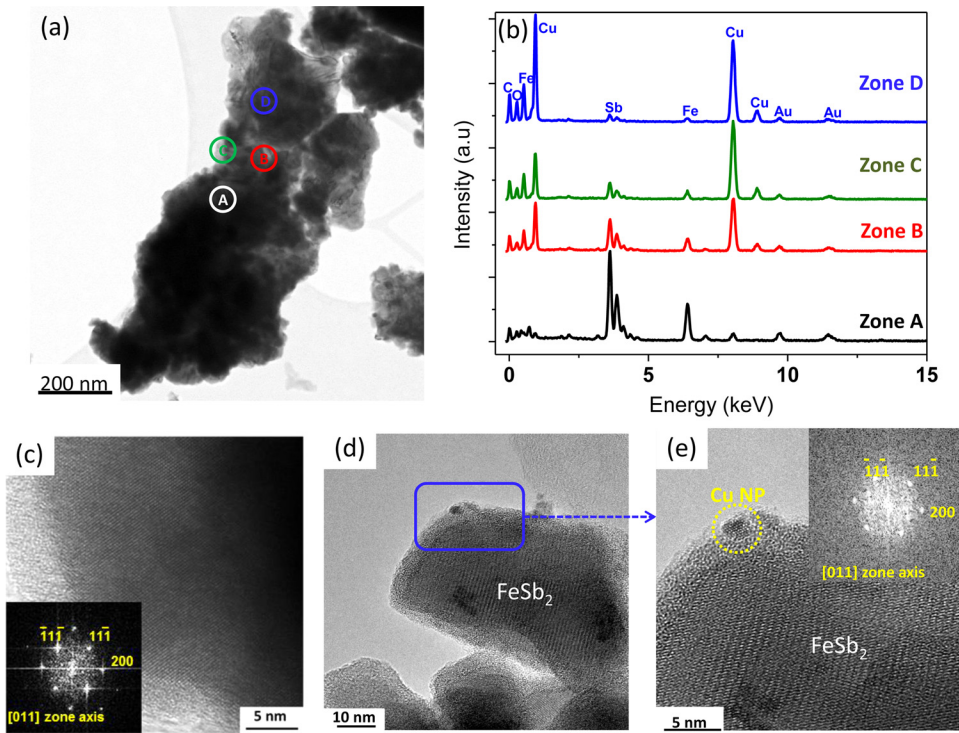 (a)
D
C
B
A
200 nm
(b)
Intensity (a.u)
Cu
C
O
Fe
Sb
Fe
Cu
Cu
Au
Au
Zone D
Zone C
Zone B
Zone A
0 5 10 15
Energy (keV)
(c)
1̄11̄ 11̄1̄
200
[011] zone axis
5 nm
(d)
FeSb₂
10 nm
(e)
Cu NP
1̄11̄ 111̄
200
[011] zone axis
FeSb₂
5 nm